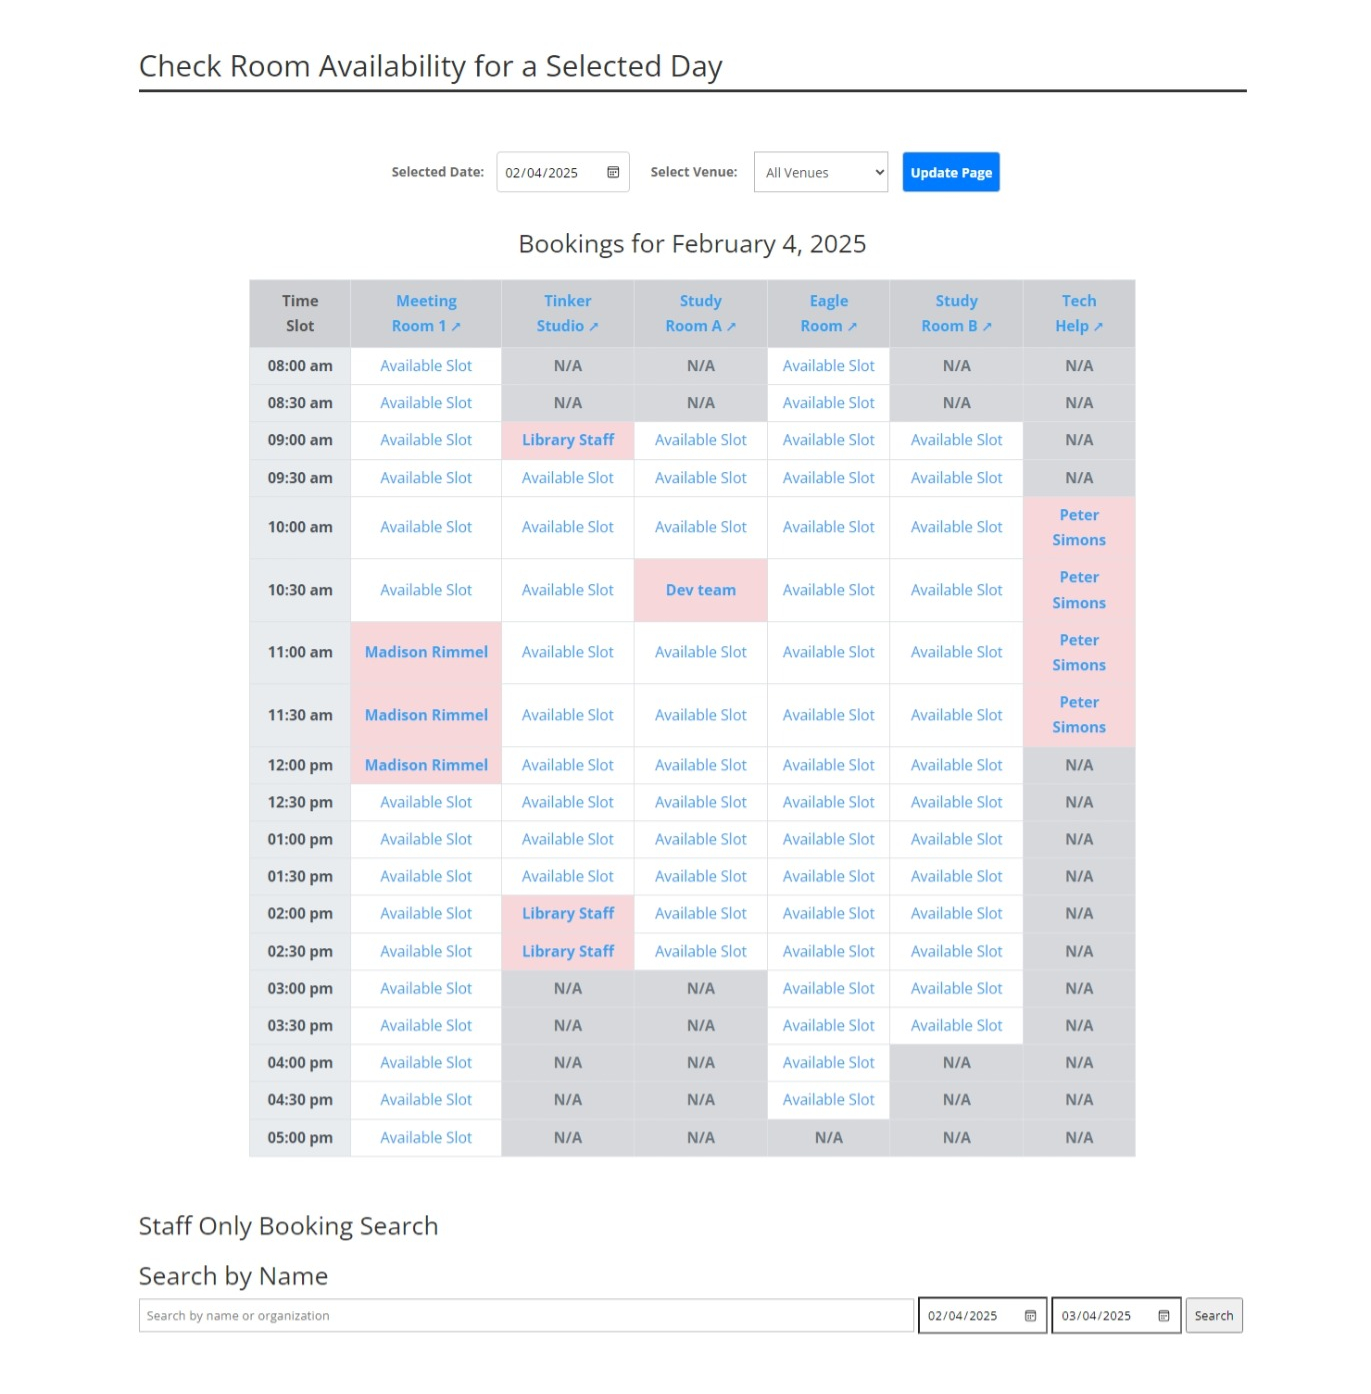 Check Room Availability for a Selected Day
Selected Date: 02/04/2025 Select Venue: All Venues Update Page
Bookings for February 4, 2025
Time Slot Meeting Room 1 ↗ Tinker Studio ↗ Study Room A ↗ Eagle Room ↗ Study Room B ↗ Tech Help ↗
08:00 am Available Slot N/A N/A Available Slot N/A N/A
08:30 am Available Slot N/A N/A Available Slot N/A N/A
09:00 am Available Slot Library Staff Available Slot Available Slot Available Slot N/A
09:30 am Available Slot Available Slot Available Slot Available Slot Available Slot N/A
10:00 am Available Slot Available Slot Available Slot Available Slot Available Slot Peter Simons
10:30 am Available Slot Available Slot Dev team Available Slot Available Slot Peter Simons
11:00 am Madison Rimmel Available Slot Available Slot Available Slot Available Slot Peter Simons
11:30 am Madison Rimmel Available Slot Available Slot Available Slot Available Slot Peter Simons
12:00 pm Madison Rimmel Available Slot Available Slot Available Slot Available Slot N/A
12:30 pm Available Slot Available Slot Available Slot Available Slot Available Slot N/A
01:00 pm Available Slot Available Slot Available Slot Available Slot Available Slot N/A
01:30 pm Available Slot Available Slot Available Slot Available Slot Available Slot N/A
02:00 pm Available Slot Library Staff Available Slot Available Slot Available Slot N/A
02:30 pm Available Slot Library Staff Available Slot Available Slot Available Slot N/A
03:00 pm Available Slot N/A N/A Available Slot Available Slot N/A
03:30 pm Available Slot N/A N/A Available Slot Available Slot N/A
04:00 pm Available Slot N/A N/A Available Slot N/A N/A
04:30 pm Available Slot N/A N/A Available Slot N/A N/A
05:00 pm Available Slot N/A N/A N/A N/A N/A
Staff Only Booking Search
Search by Name
Search by name or organization 02/04/2025 03/04/2025 Search